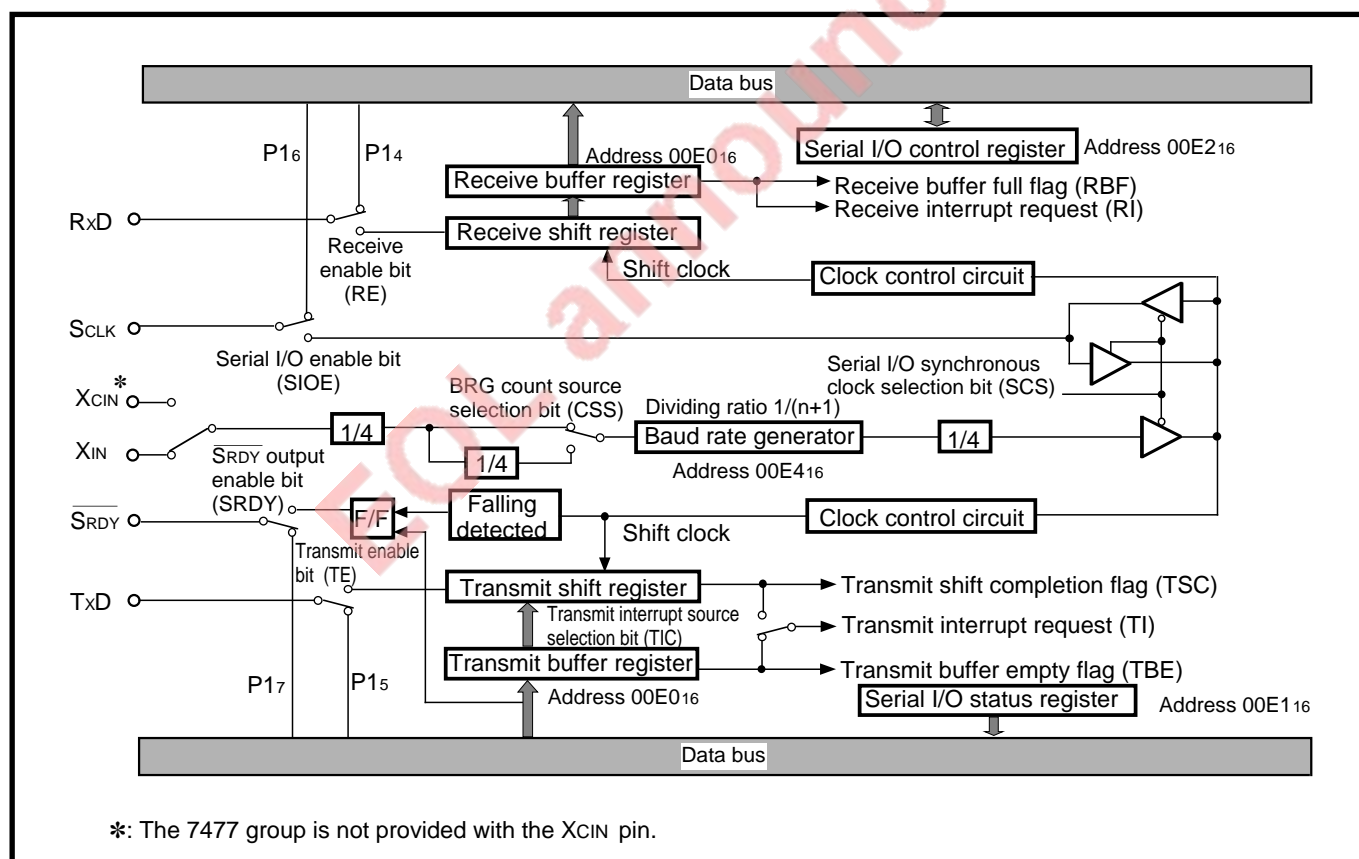 Data bus
P16
P14
Address 00E016
Serial I/O control register
Address 00E216
Receive buffer register
Receive buffer full flag (RBF)
Receive interrupt request (RI)
RxD
Receive shift register
Receive
enable bit
(RE)
Shift clock
Clock control circuit
SCLK
Serial I/O enable bit
(SIOE)
Serial I/O synchronous
clock selection bit (SCS)
XCIN*
BRG count source
selection bit (CSS)
Dividing ratio 1/(n+1)
XIN
1/4
1/4
Baud rate generator
1/4
Address 00E416
SRDY output
enable bit
(SRDY)
SRDY
F/F
Falling
detected
Clock control circuit
Shift clock
Transmit enable
bit (TE)
TxD
Transmit shift register
Transmit shift completion flag (TSC)
Transmit interrupt source
selection bit (TIC)
Transmit interrupt request (TI)
Transmit buffer register
Transmit buffer empty flag (TBE)
P17
P15
Address 00E016
Serial I/O status register
Address 00E116
Data bus
*: The 7477 group is not provided with the XCIN pin.
EOL announ